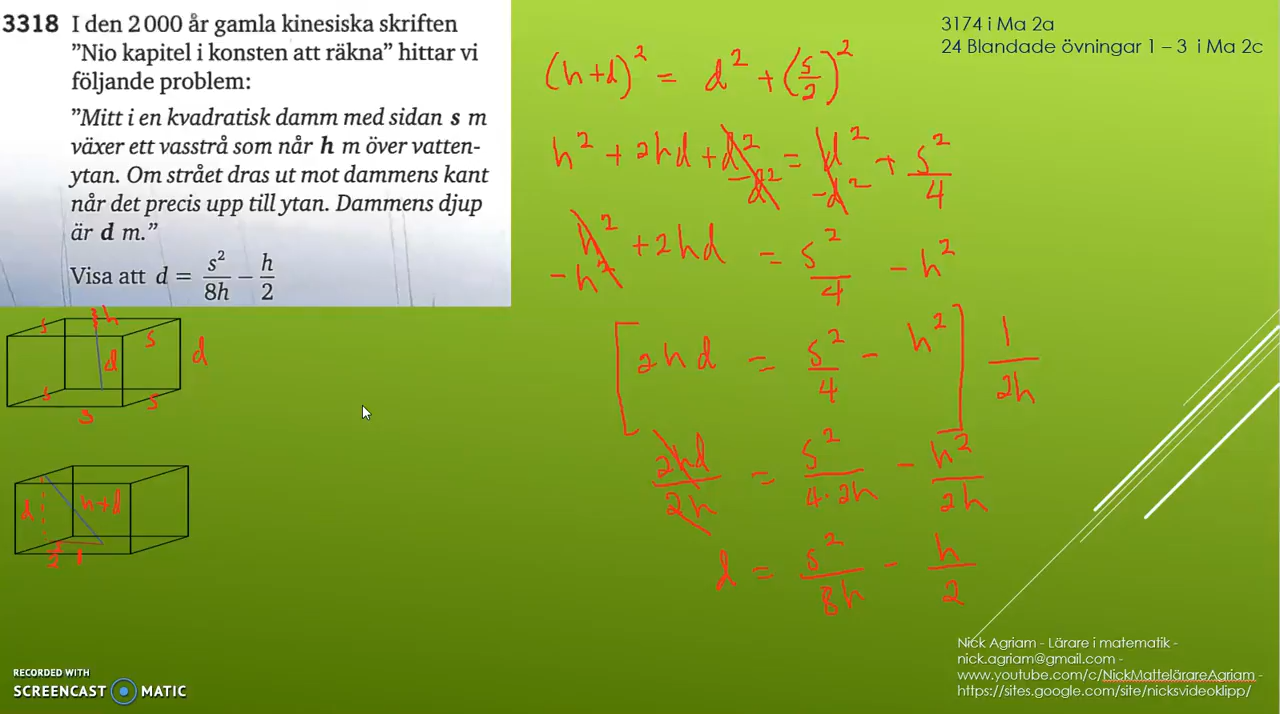 3318 I den 2 000 år gamla kinesiska skriften
”Nio kapitel i konsten att räkna” hittar vi
följande problem:
”Mitt i en kvadratisk damm med sidan s m
växer ett vasstrå som når h m över vatten-
ytan. Om strået dras ut mot dammens kant
når det precis upp till ytan. Dammens djup
är d m.”
Visa att d = s²/8h − h/2
3174 i Ma 2a
24 Blandade övningar 1 – 3 i Ma 2c
(h+d)² = d² + (s/2)²
h² + 2hd + d² = d² + s²/4
− d² − d²
h² + 2hd = s²/4 − h²
− h²
[2hd = s²/4 − h²] 1/2h
2hd/2h = s²/4·2h − h²/2h
d = s²/8h − h/2
h
s
s
d
d
s
s
s
d
h+d
RECORDED WITH
SCREENCAST MATIC
Nick Agriam - Lärare i matematik -
nick.agriam@gmail.com -
www.youtube.com/c/NickMattelärareAgriam -
https://sites.google.com/site/nicksvideoklipp/